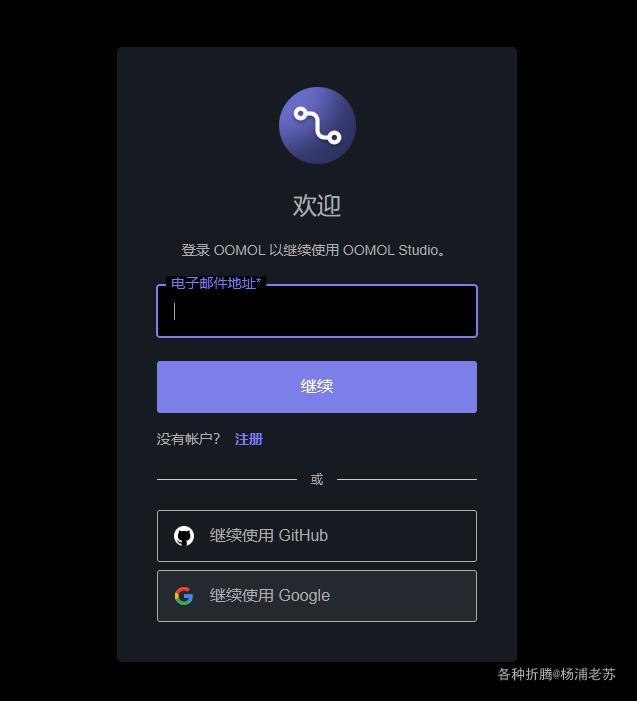 欢迎
登录 OOMOL 以继续使用 OOMOL Studio。
电子邮件地址*
继续
没有帐户? 注册
或
继续使用 GitHub
继续使用 Google
各种折腾@杨浦老苏